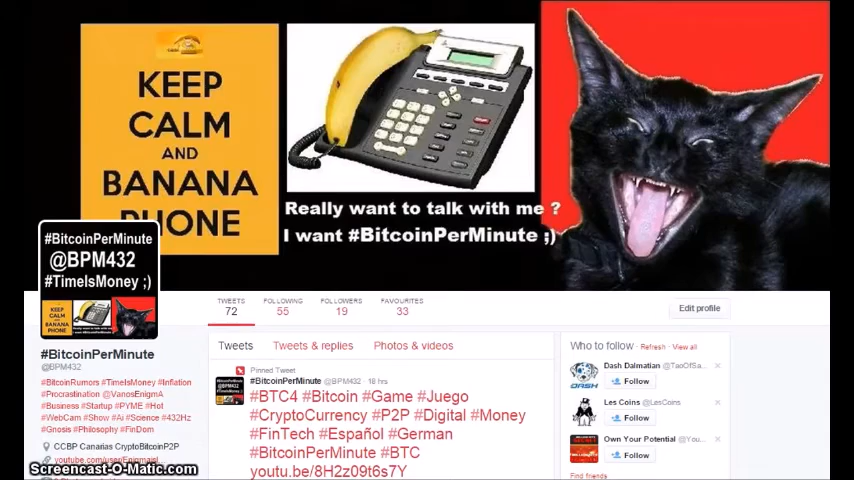 KEEP
CALM
AND
BANANA
PHONE
Really want to talk with me ?
I want #BitcoinPerMinute ;)
#BitcoinPerMinute
@BPM432
#TimeIsMoney ;)
TWEETS
72
FOLLOWING
55
FOLLOWERS
19
FAVOURITES
33
Edit profile
#BitcoinPerMinute
@BPM432
#BitcoinRumors #TimeIsMoney #Inflation
#Procrastination @VanosEnigmA
#Business #Startup #PYME #Hot
#WebCam #Show #Ai #Science #432Hz
#Gnosis #Philosophy #FinDom
CCBP Canarias CryptoBitcoinP2P
Tweets
Tweets & replies
Photos & videos
Pinned Tweet
#BitcoinPerMinute @BPM432 · 18 hrs
#BTC4 #Bitcoin #Game #Juego
#CryptoCurrency #P2P #Digital #Money
#FinTech #Español #German
#BitcoinPerMinute #BTC
youtu.be/8H2z09t6s7Y
Who to follow · Refresh · View all
Dash Dalmatian @TaoOfSa...
Follow
Les Coins @LesCoins
Follow
Own Your Potential @You...
Follow
Find friends
Screencast-O-Matic.com